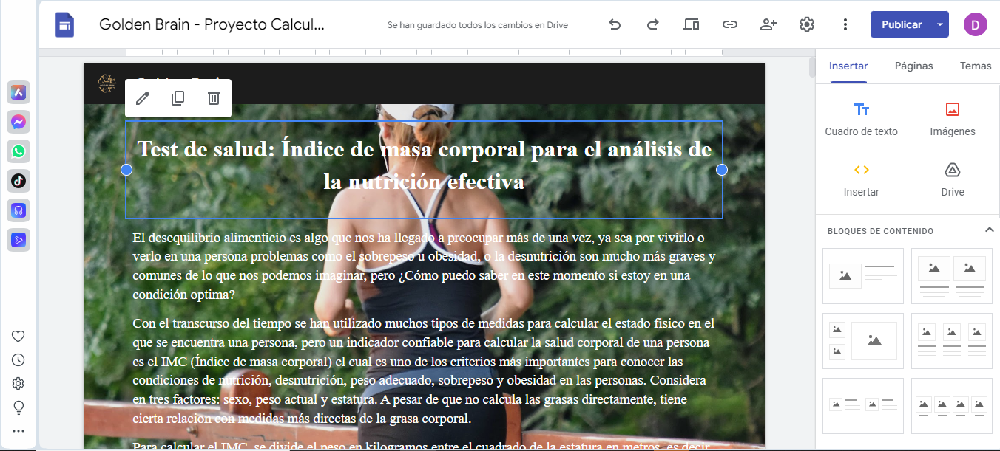 Golden Brain - Proyecto Calcul...
Se han guardado todos los cambios en Drive
Publicar
D
Insertar
Páginas
Temas
Test de salud: Índice de masa corporal para el análisis de
la nutrición efectiva
El desequilibrio alimenticio es algo que nos ha llegado a preocupar más de una vez, ya sea por vivirlo o
verlo en una persona problemas como el sobrepeso u obesidad, o la desnutrición son mucho más graves y
comunes de lo que nos podemos imaginar, pero ¿Cómo puedo saber en este momento si estoy en una
condición optima?
Con el transcurso del tiempo se han utilizado muchos tipos de medidas para calcular el estado fisico en el
que se encuentra una persona, pero un indicador confiable para calcular la salud corporal de una persona
es el IMC (Índice de masa corporal) el cual es uno de los criterios más importantes para conocer las
condiciones de nutrición, desnutrición, peso adecuado, sobrepeso y obesidad en las personas. Considera
en tres factores: sexo, peso actual y estatura. A pesar de que no calcula las grasas directamente, tiene
cierta relacion con medidas más directas de la grasa corporal.
Para calcular el IMC, se divide el peso en kilogramos entre el cuadrado de la estatura en metros, es decir
Cuadro de texto
Imágenes
Insertar
Drive
BLOQUES DE CONTENIDO